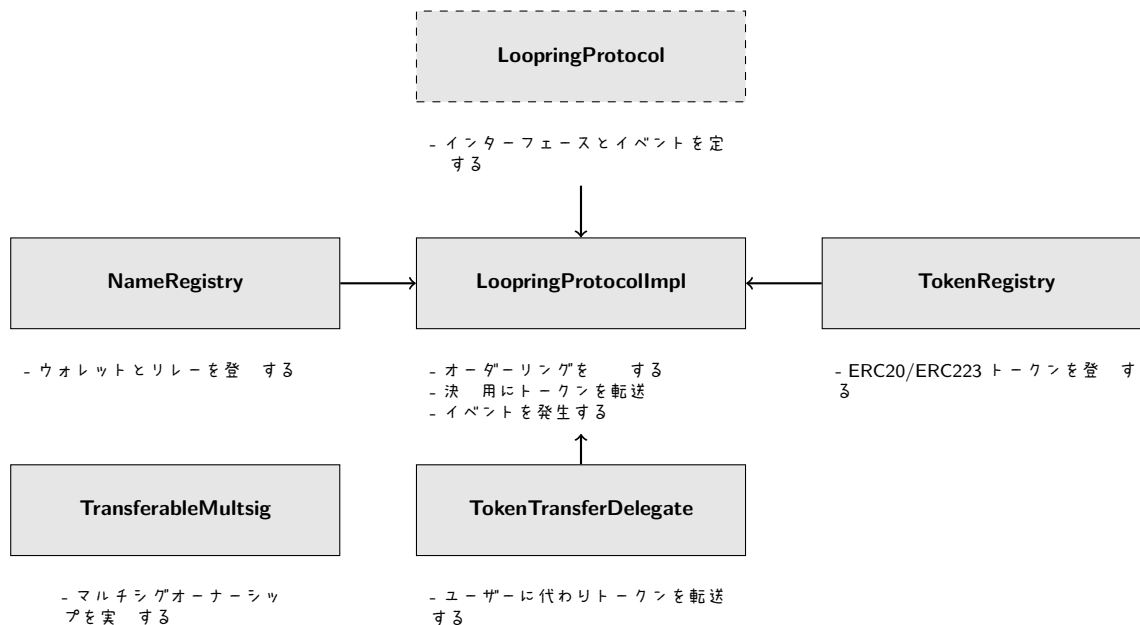 LoopringProtocol
- インターフェースとイベントを定
する
NameRegistry
LoopringProtocolImpl
TokenRegistry
- ウォレットとリレーを登 する
- オーダーリングを する
- 決 用にトークンを転送
- イベントを発生する
- ERC20/ERC223 トークンを登 す
る
TransferableMultsig
TokenTransferDelegate
- マルチシグオーナーシッ
プを実 する
- ユーザーに代わりトークンを転送
する